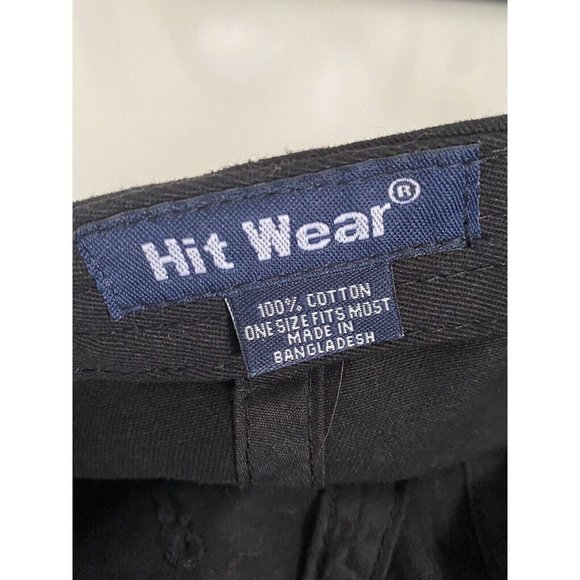 Hit Wear®
100% COTTON
ONE SIZE FITS MOST
MADE IN
BANGLADESH